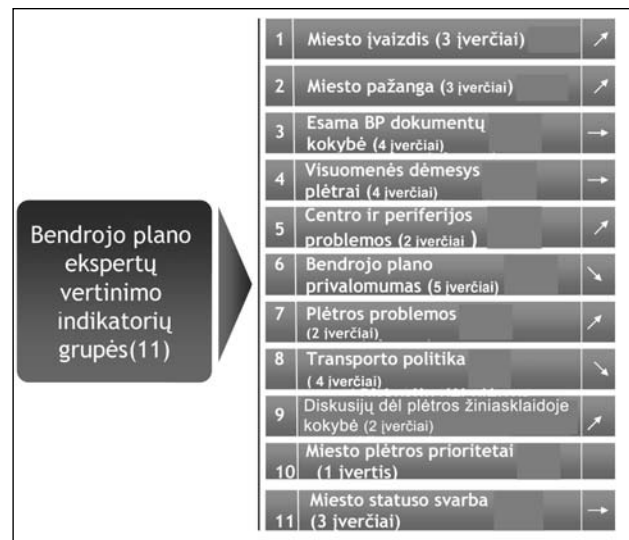 Bendrojo plano
ekspertų
vertinimo
indikatorių
grupės(11)
1 Miesto įvaizdis (3 įverčiai)
2 Miesto pažanga (3 įverčiai)
3 Esama BP dokumentų
kokybė (4 įverčiai)
4 Visuomenės dėmesys
plėtrai (4 įverčiai)
5 Centro ir periferijos
problemos (2 įverčiai )
6 Bendrojo plano
privalomumas (5 įverčiai)
7 Plėtros problemos
(2 įverčiai)
8 Transporto politika
( 4 įverčiai)
9 Diskusijų dėl plėtros žiniasklaidoje
kokybė (2 įverčiai)
Miesto plėtros prioritetai
10 (1 įvertis)
Miesto statuso svarba
11 (3 įverčiai)